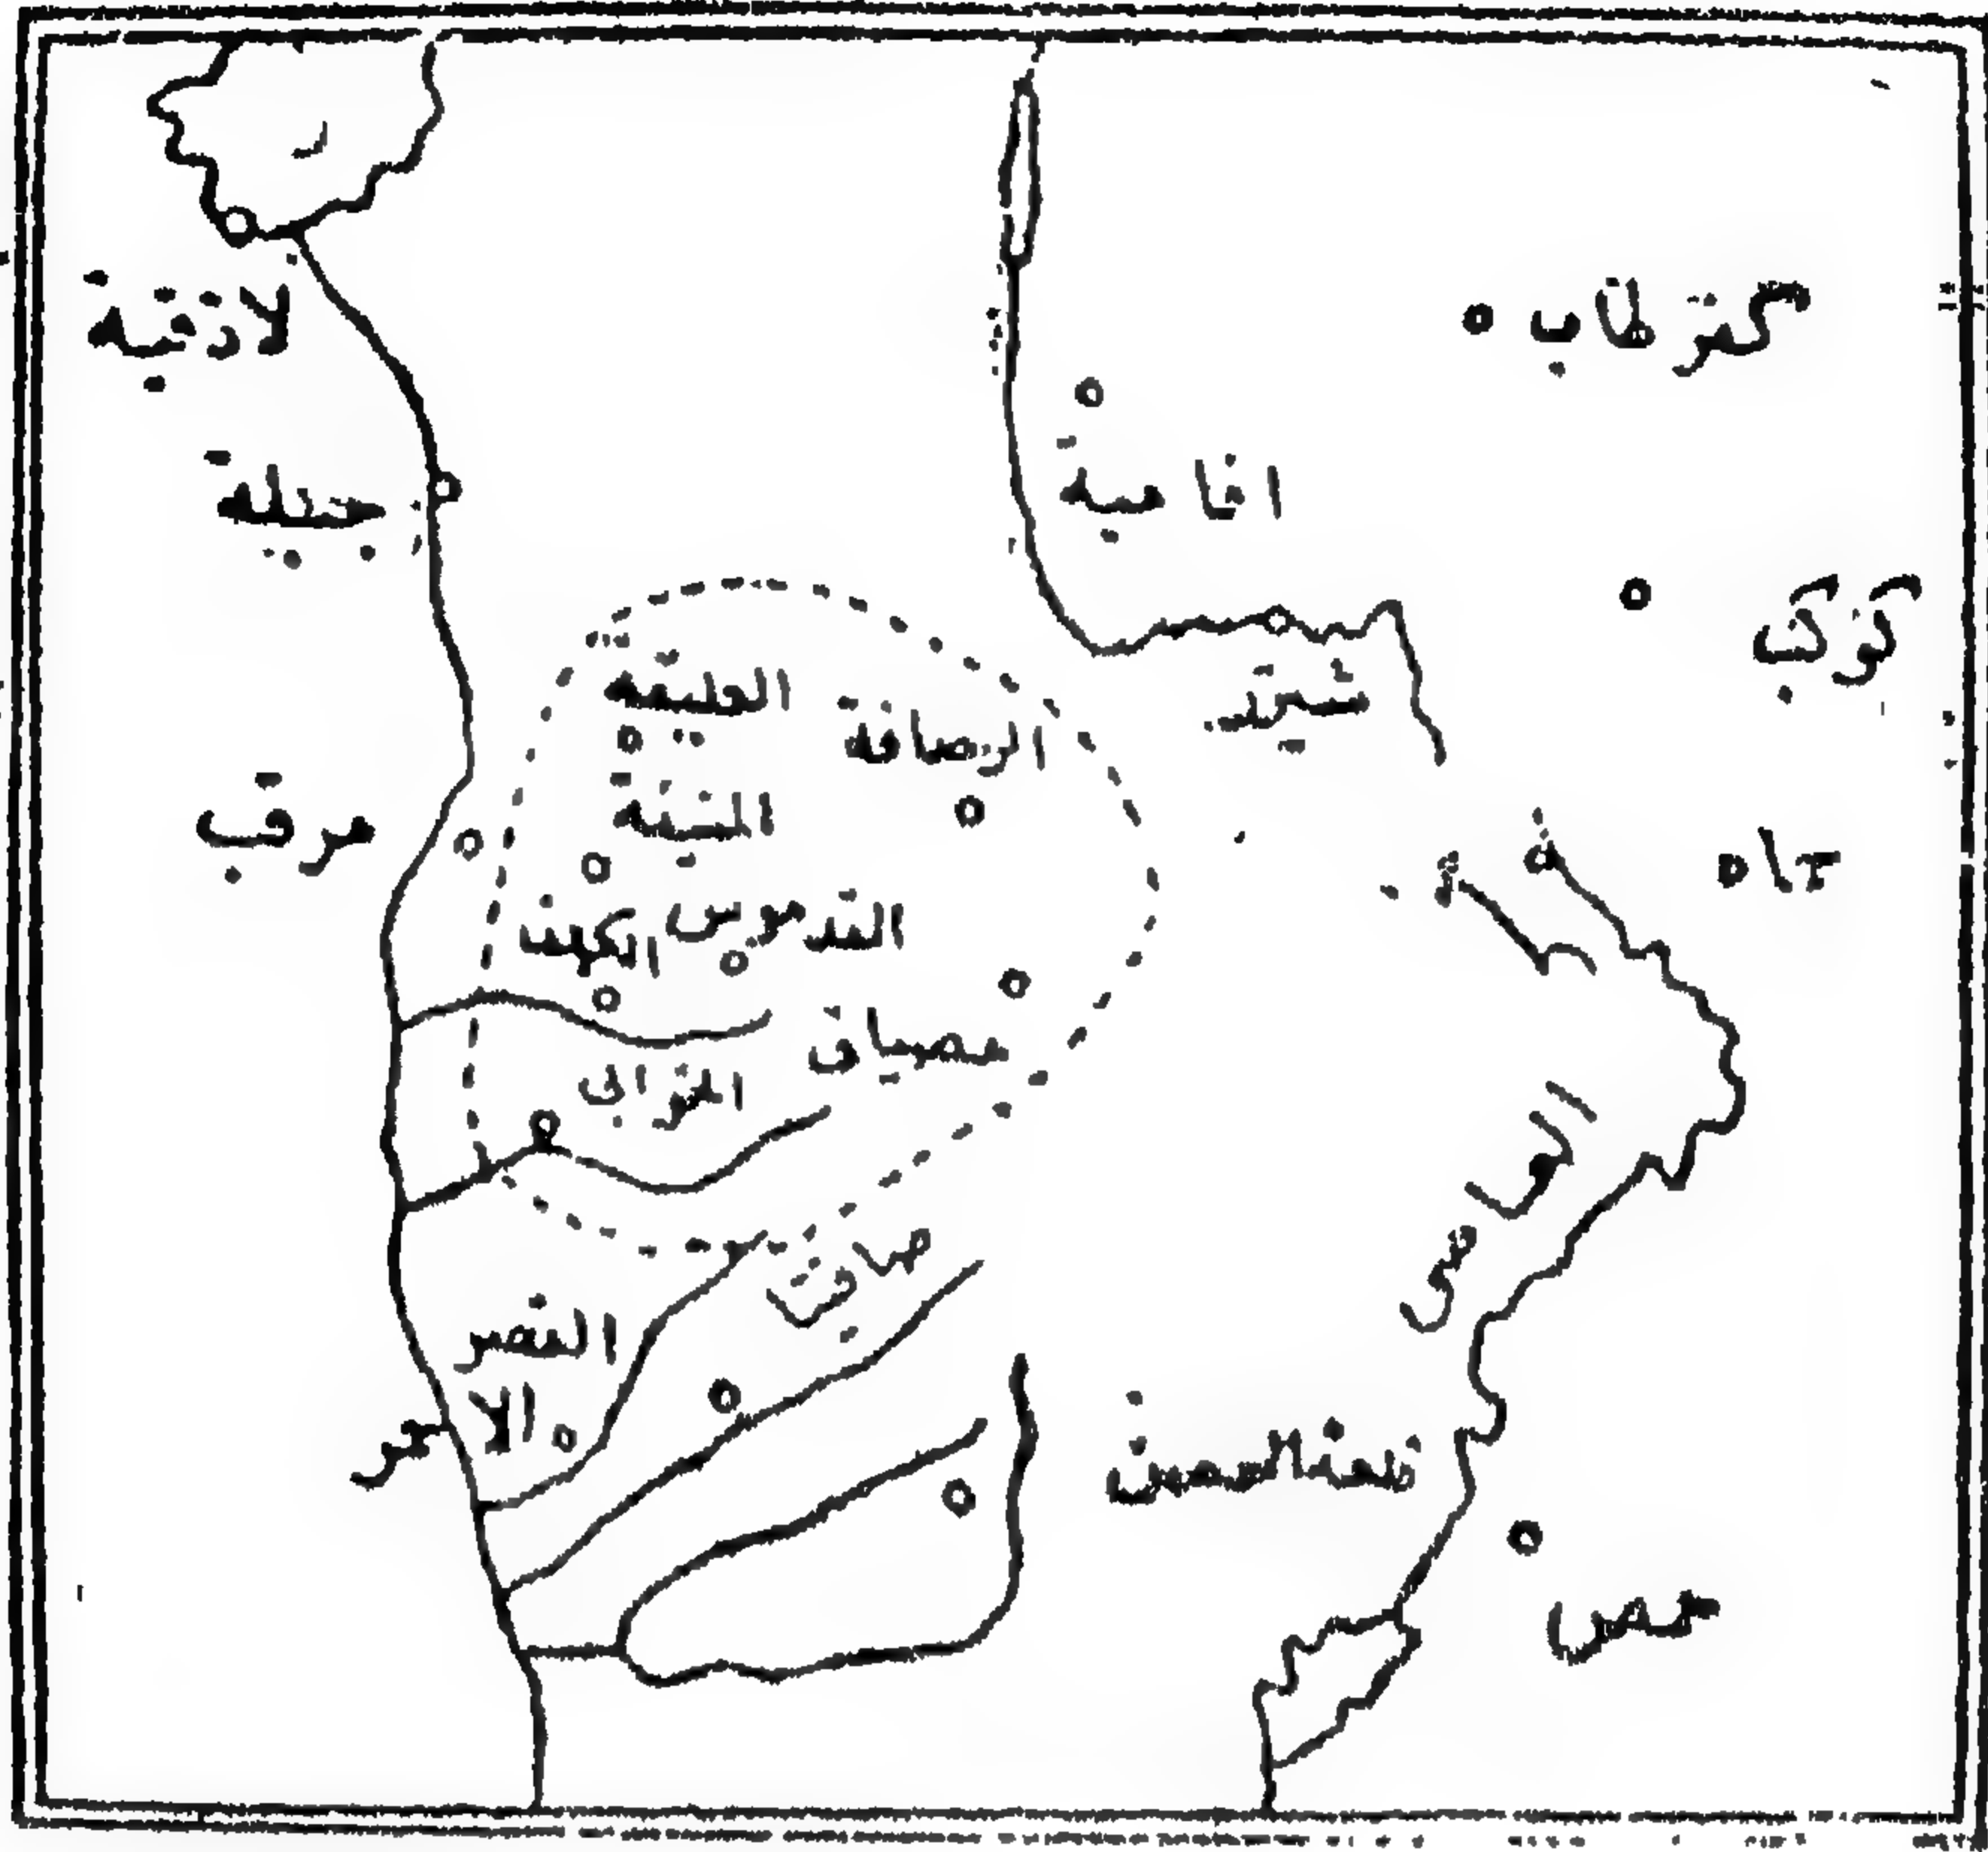 لاذقية
كفرطاب
جبلة
افامية
كوكب
شيزر
العليقة
الرصافة
المنيقة
مرقب
حماه
القدموس
الكهف
مصياف
الخوابي
العاصي
صافيتا
الاحمر
حمص